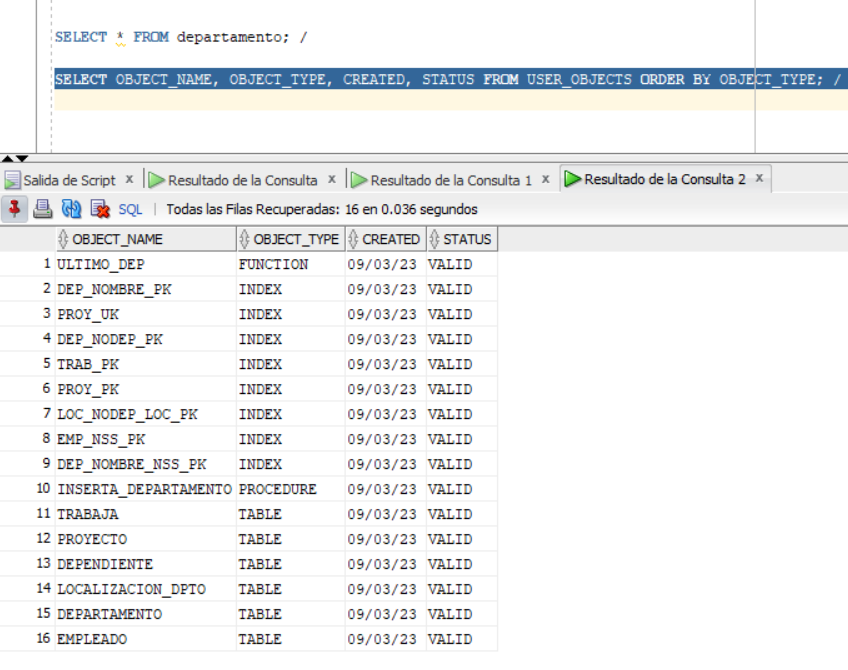 SELECT * FROM departamento; /
SELECT OBJECT_NAME, OBJECT_TYPE, CREATED, STATUS FROM USER_OBJECTS ORDER BY OBJECT_TYPE; /
Salida de Script x Resultado de la Consulta x Resultado de la Consulta 1 x Resultado de la Consulta 2 x
SQL | Todas las Filas Recuperadas: 16 en 0.036 segundos
OBJECT_NAME OBJECT_TYPE CREATED STATUS
1 ULTIMO_DEP FUNCTION 09/03/23 VALID
2 DEP_NOMBRE_PK INDEX 09/03/23 VALID
3 PROY_UK INDEX 09/03/23 VALID
4 DEP_NODEP_PK INDEX 09/03/23 VALID
5 TRAB_PK INDEX 09/03/23 VALID
6 PROY_PK INDEX 09/03/23 VALID
7 LOC_NODEP_LOC_PK INDEX 09/03/23 VALID
8 EMP_NSS_PK INDEX 09/03/23 VALID
9 DEP_NOMBRE_NSS_PK INDEX 09/03/23 VALID
10 INSERTA_DEPARTAMENTO PROCEDURE 09/03/23 VALID
11 TRABAJA TABLE 09/03/23 VALID
12 PROYECTO TABLE 09/03/23 VALID
13 DEPENDIENTE TABLE 09/03/23 VALID
14 LOCALIZACION_DPTO TABLE 09/03/23 VALID
15 DEPARTAMENTO TABLE 09/03/23 VALID
16 EMPLEADO TABLE 09/03/23 VALID